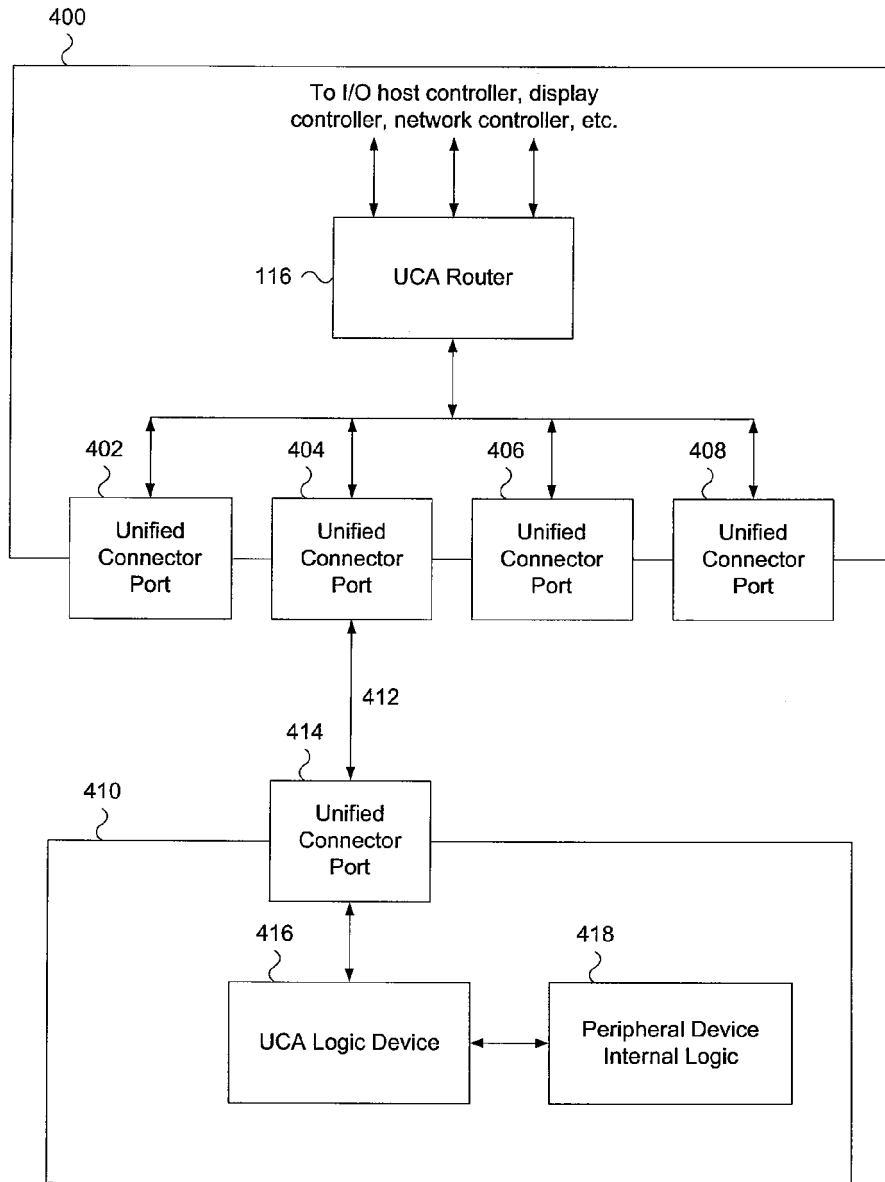 400
To I/O host controller, display
controller, network controller, etc.
116
UCA Router
402
404
406
408
Unified
Connector
Port
Unified
Connector
Port
Unified
Connector
Port
Unified
Connector
Port
412
414
410
Unified
Connector
Port
416
418
UCA Logic Device
Peripheral Device
Internal Logic